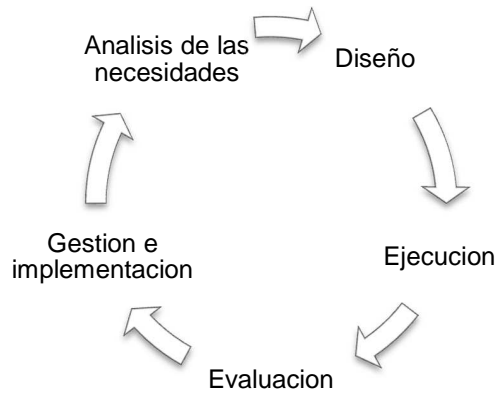 Analisis de las
necesidades
Diseño
Ejecucion
Evaluacion
Gestion e
implementacion